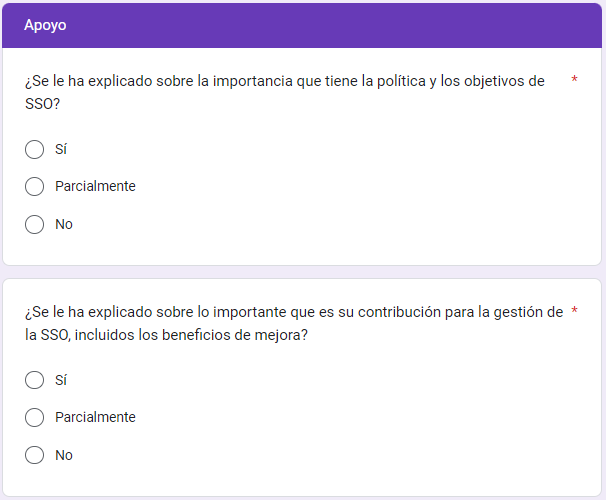 Apoyo
¿Se le ha explicado sobre la importancia que tiene la política y los objetivos de *
SSO?
Sí
Parcialmente
No
¿Se le ha explicado sobre lo importante que es su contribución para la gestión de *
la SSO, incluidos los beneficios de mejora?
Sí
Parcialmente
No